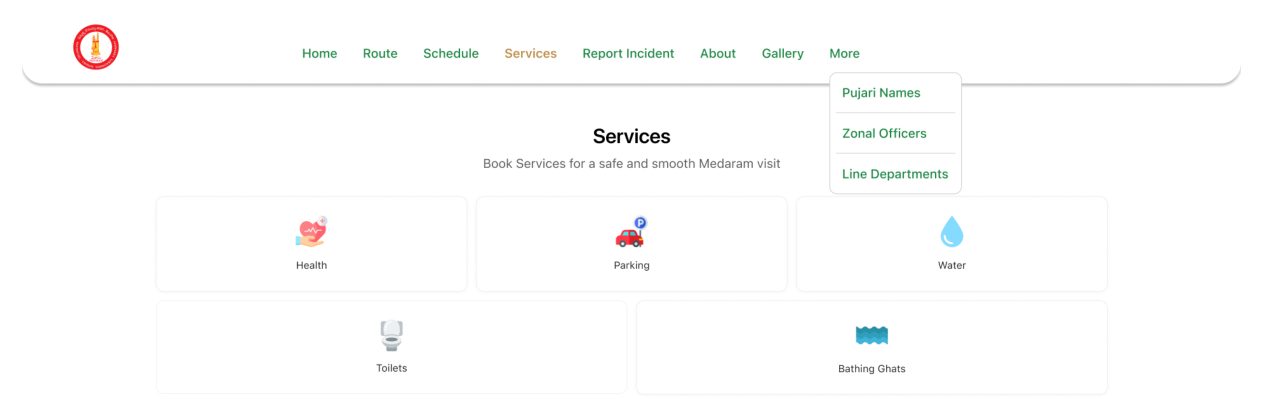 Home Route Schedule Services Report Incident About Gallery More
Pujari Names
Zonal Officers
Line Departments
Services
Book Services for a safe and smooth Medaram visit
Health
Parking
Water
Toilets
Bathing Ghats